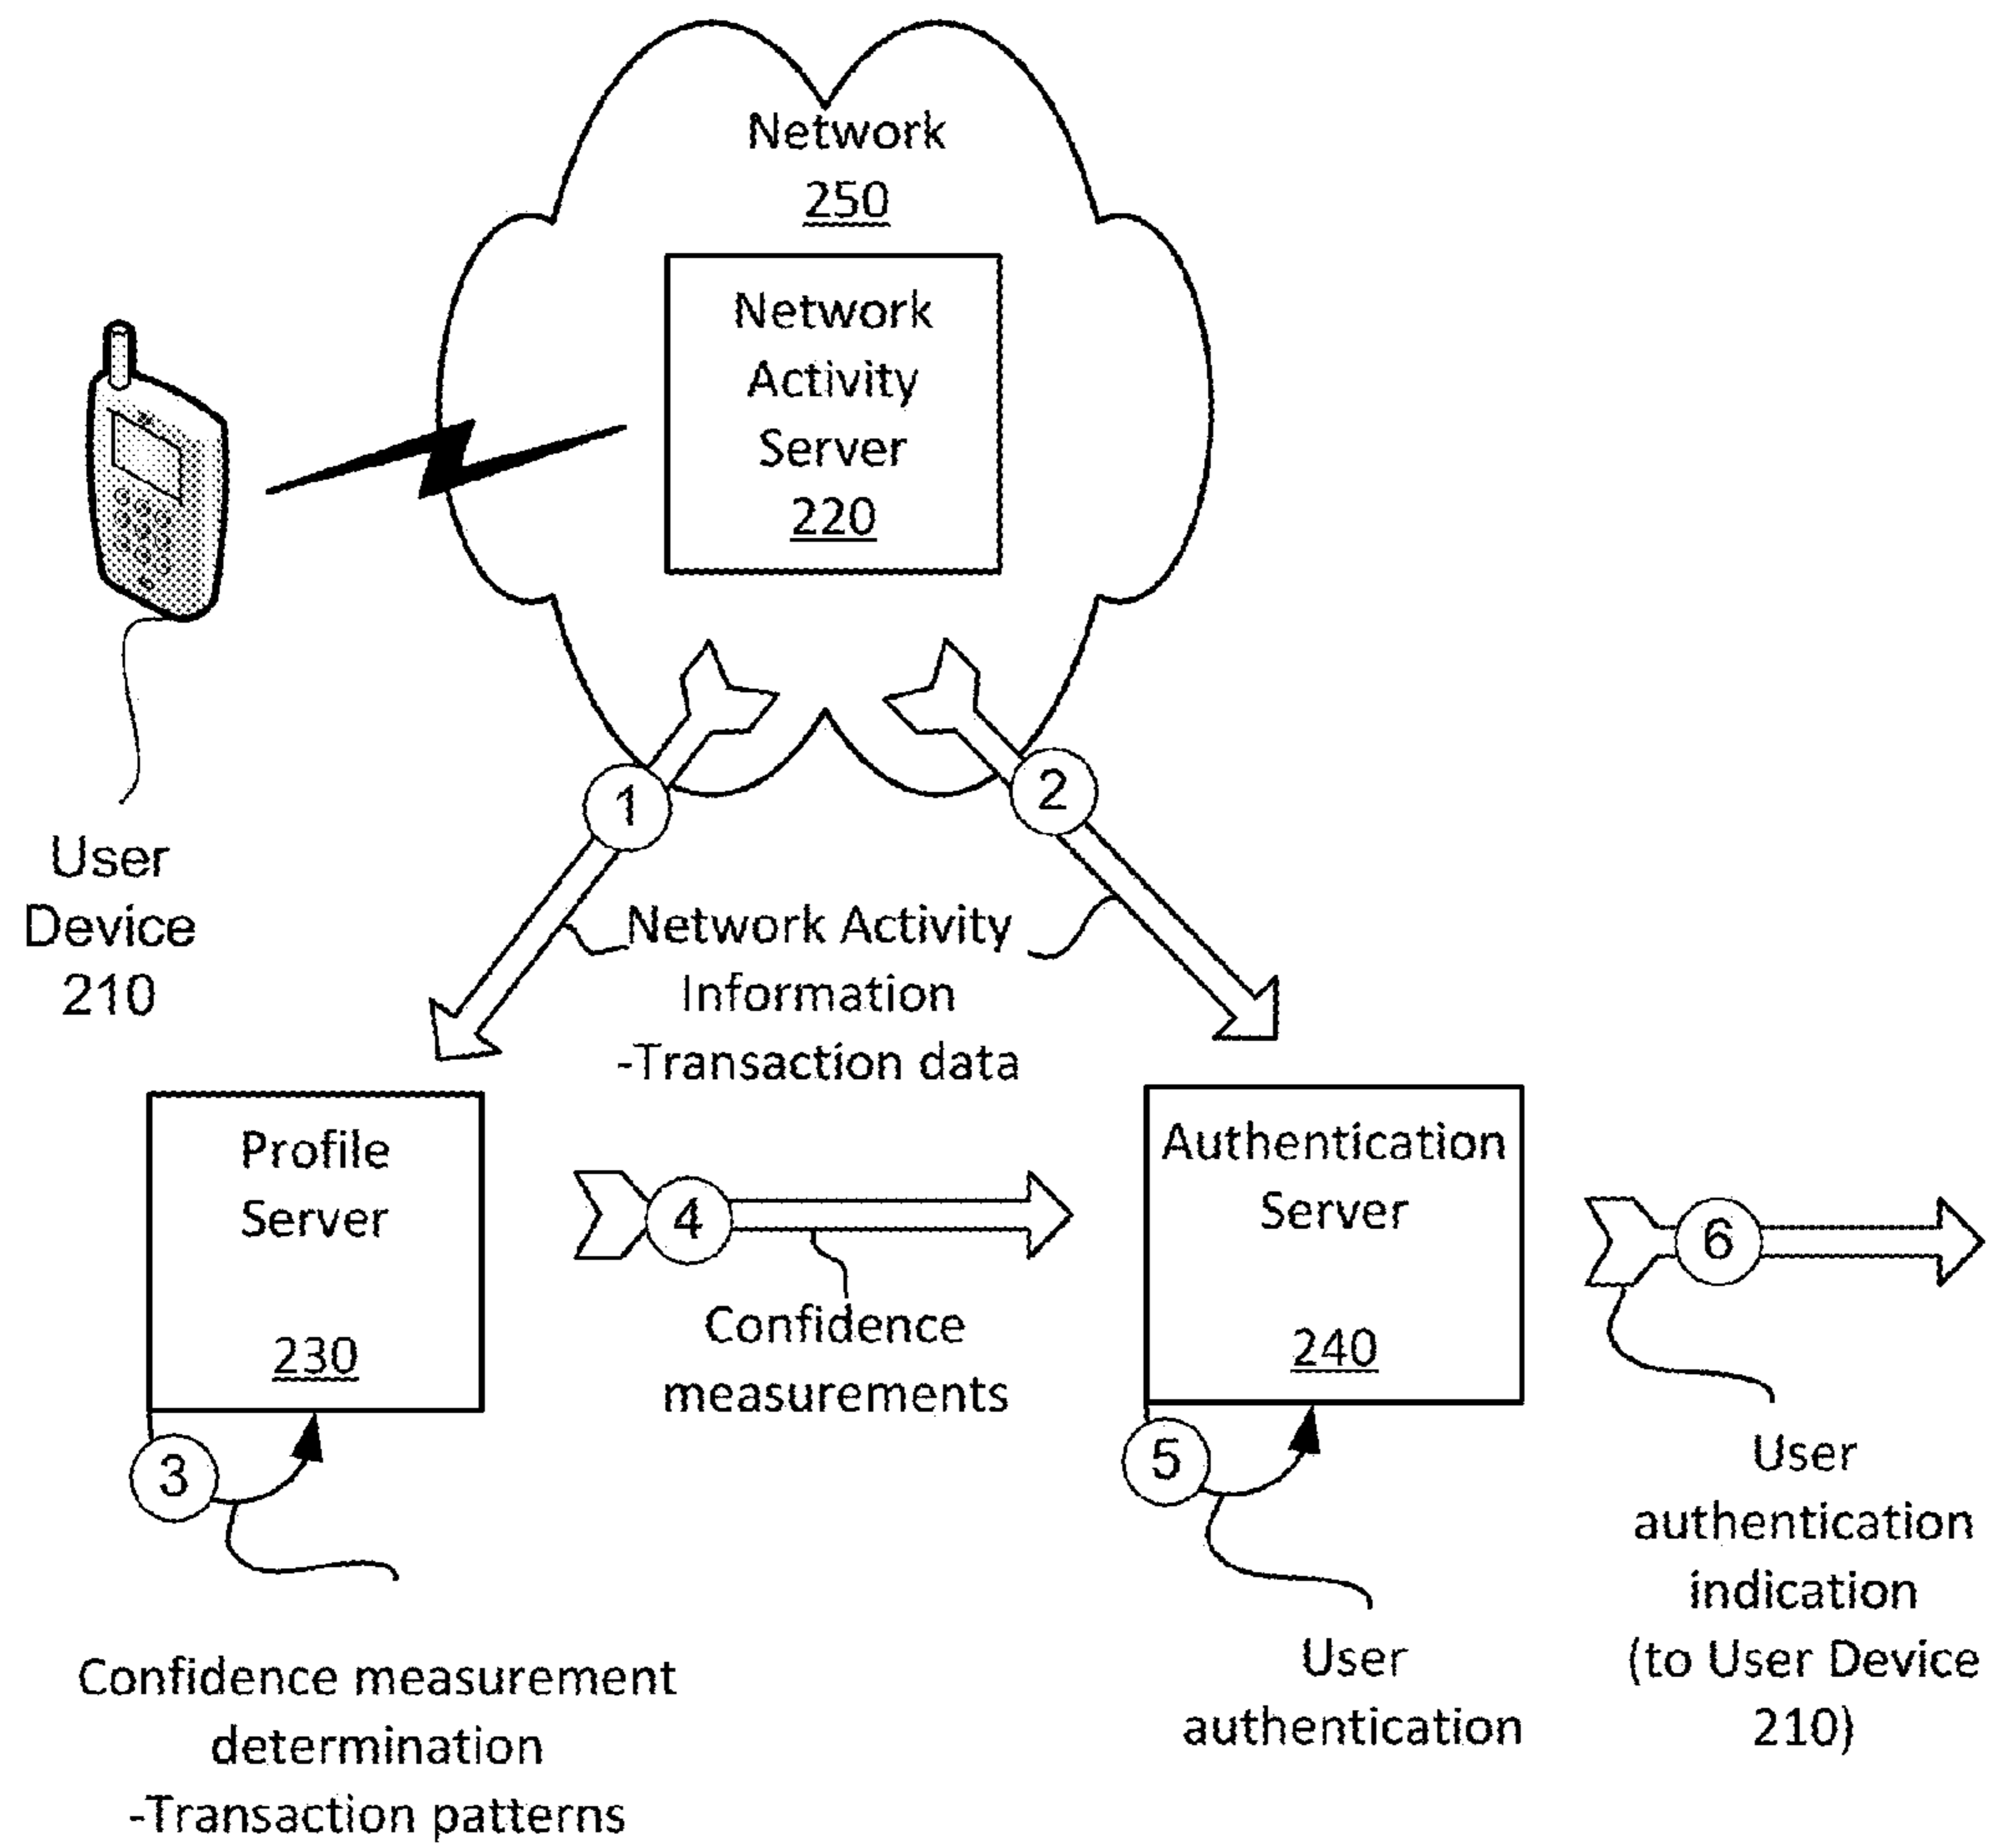 Network
250
Network
Activity
Server
220
User
Device
210
1
2
Network Activity
Information
-Transaction data
Profile
Server
230
4
Confidence
measurements
Authentication
Server
240
6
3
5
User
authentication
indication
(to User Device
210)
User
authentication
Confidence measurement
determination
-Transaction patterns